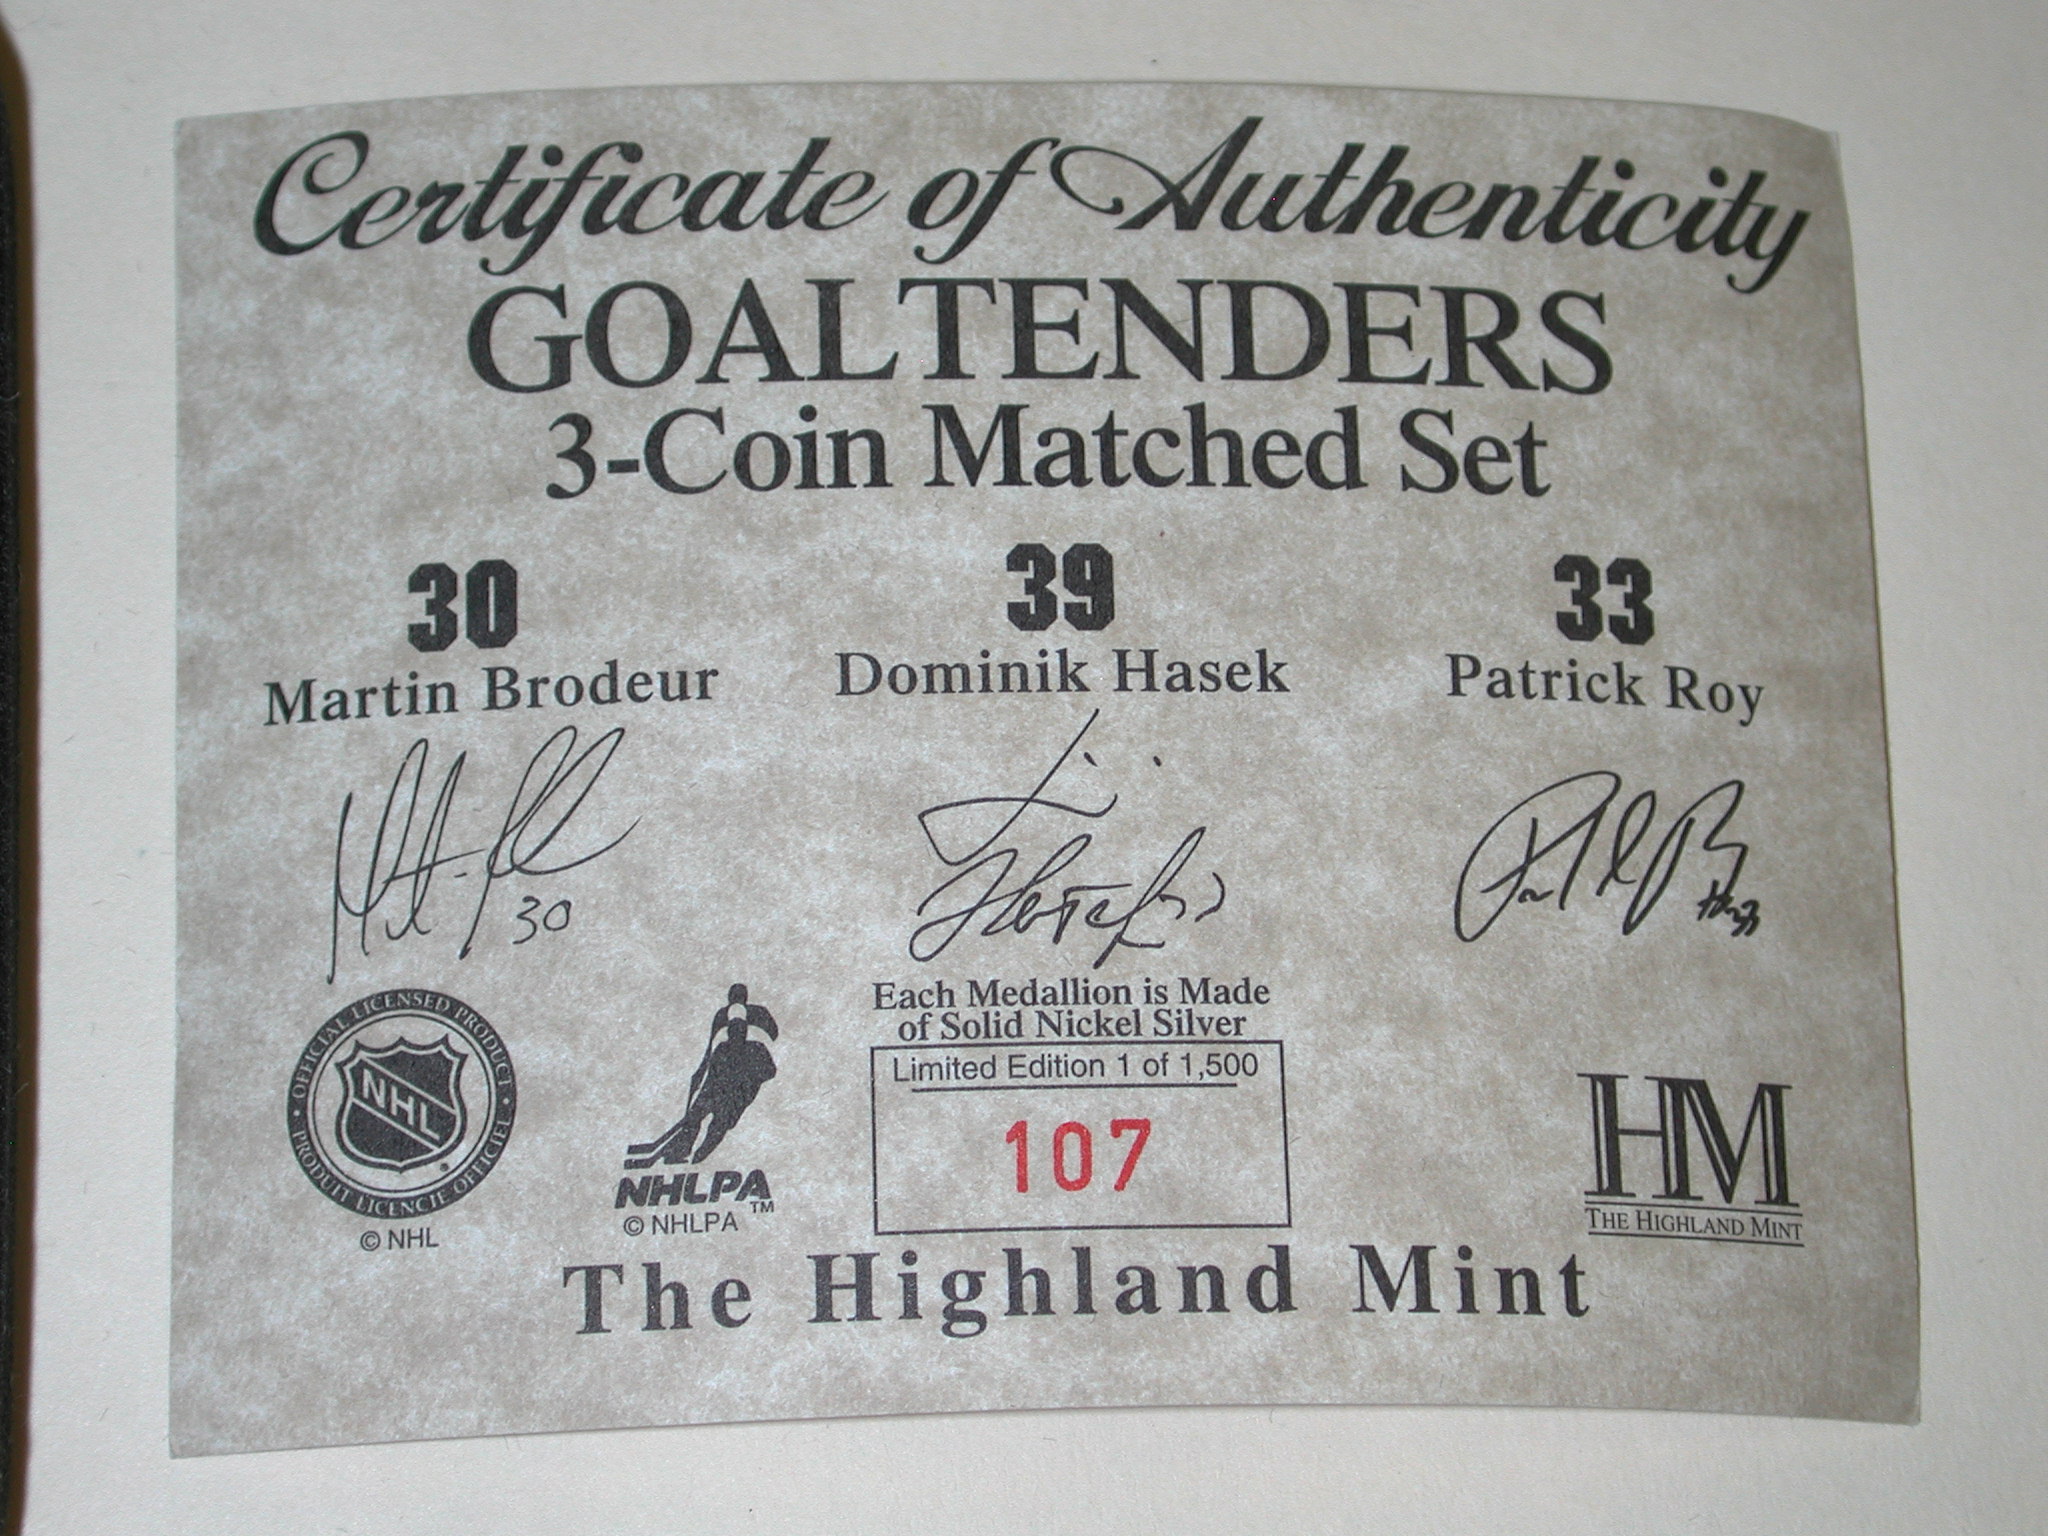 Certificate of Authenticity
GOALTENDERS
3-Coin Matched Set
30
Martin Brodeur
39
Dominik Hasek
33
Patrick Roy
30
Each Medallion is Made
of Solid Nickel Silver
Limited Edition 1 of 1,500
107
• OFFICIAL LICENSED PRODUCT •
PRODUIT LICENCIE OFFICIEL
NHL
®
© NHL
NHLPA
™
© NHLPA
HM
THE HIGHLAND MINT
The Highland Mint